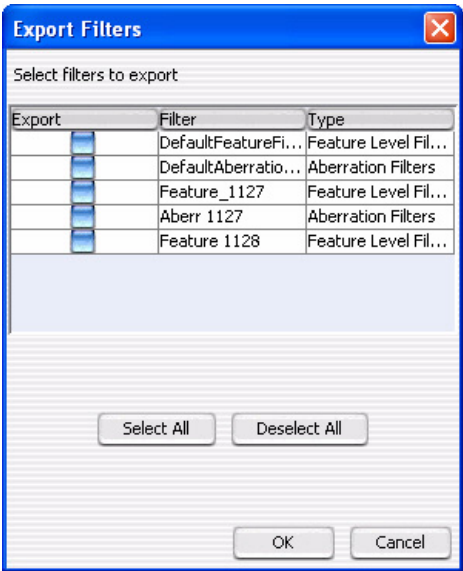 Export Filters
Select filters to export
Export Filter Type
DefaultFeatureFi... Feature Level Fil...
DefaultAberratio... Aberration Filters
Feature_1127 Feature Level Fil...
Aberr 1127 Aberration Filters
Feature 1128 Feature Level Fil...
Select All Deselect All
OK Cancel